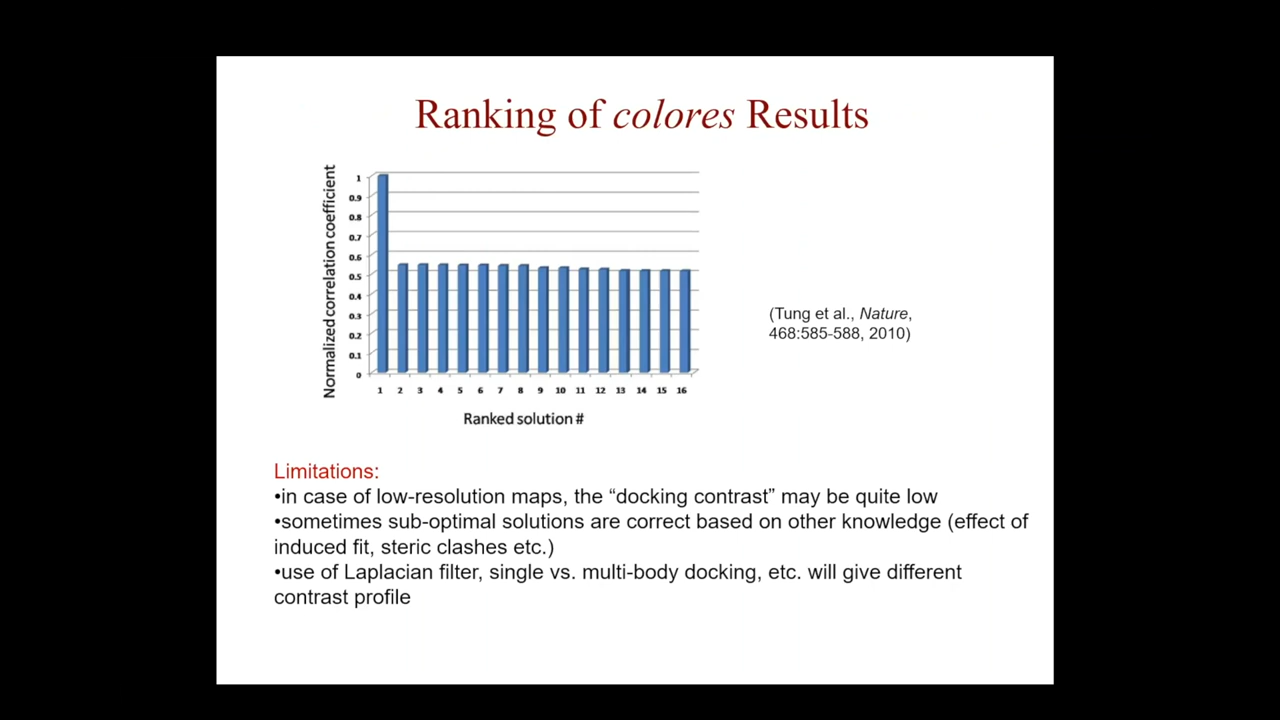 Ranking of colores Results
Normalized correlation coefficient
1
0.9
0.8
0.7
0.6
0.5
0.4
0.3
0.2
0.1
0
1 2 3 4 5 6 7 8 9 10 11 12 13 14 15 16
Ranked solution #
(Tung et al., Nature,
468:585-588, 2010)
Limitations:
•in case of low-resolution maps, the “docking contrast” may be quite low
•sometimes sub-optimal solutions are correct based on other knowledge (effect of
induced fit, steric clashes etc.)
•use of Laplacian filter, single vs. multi-body docking, etc. will give different
contrast profile